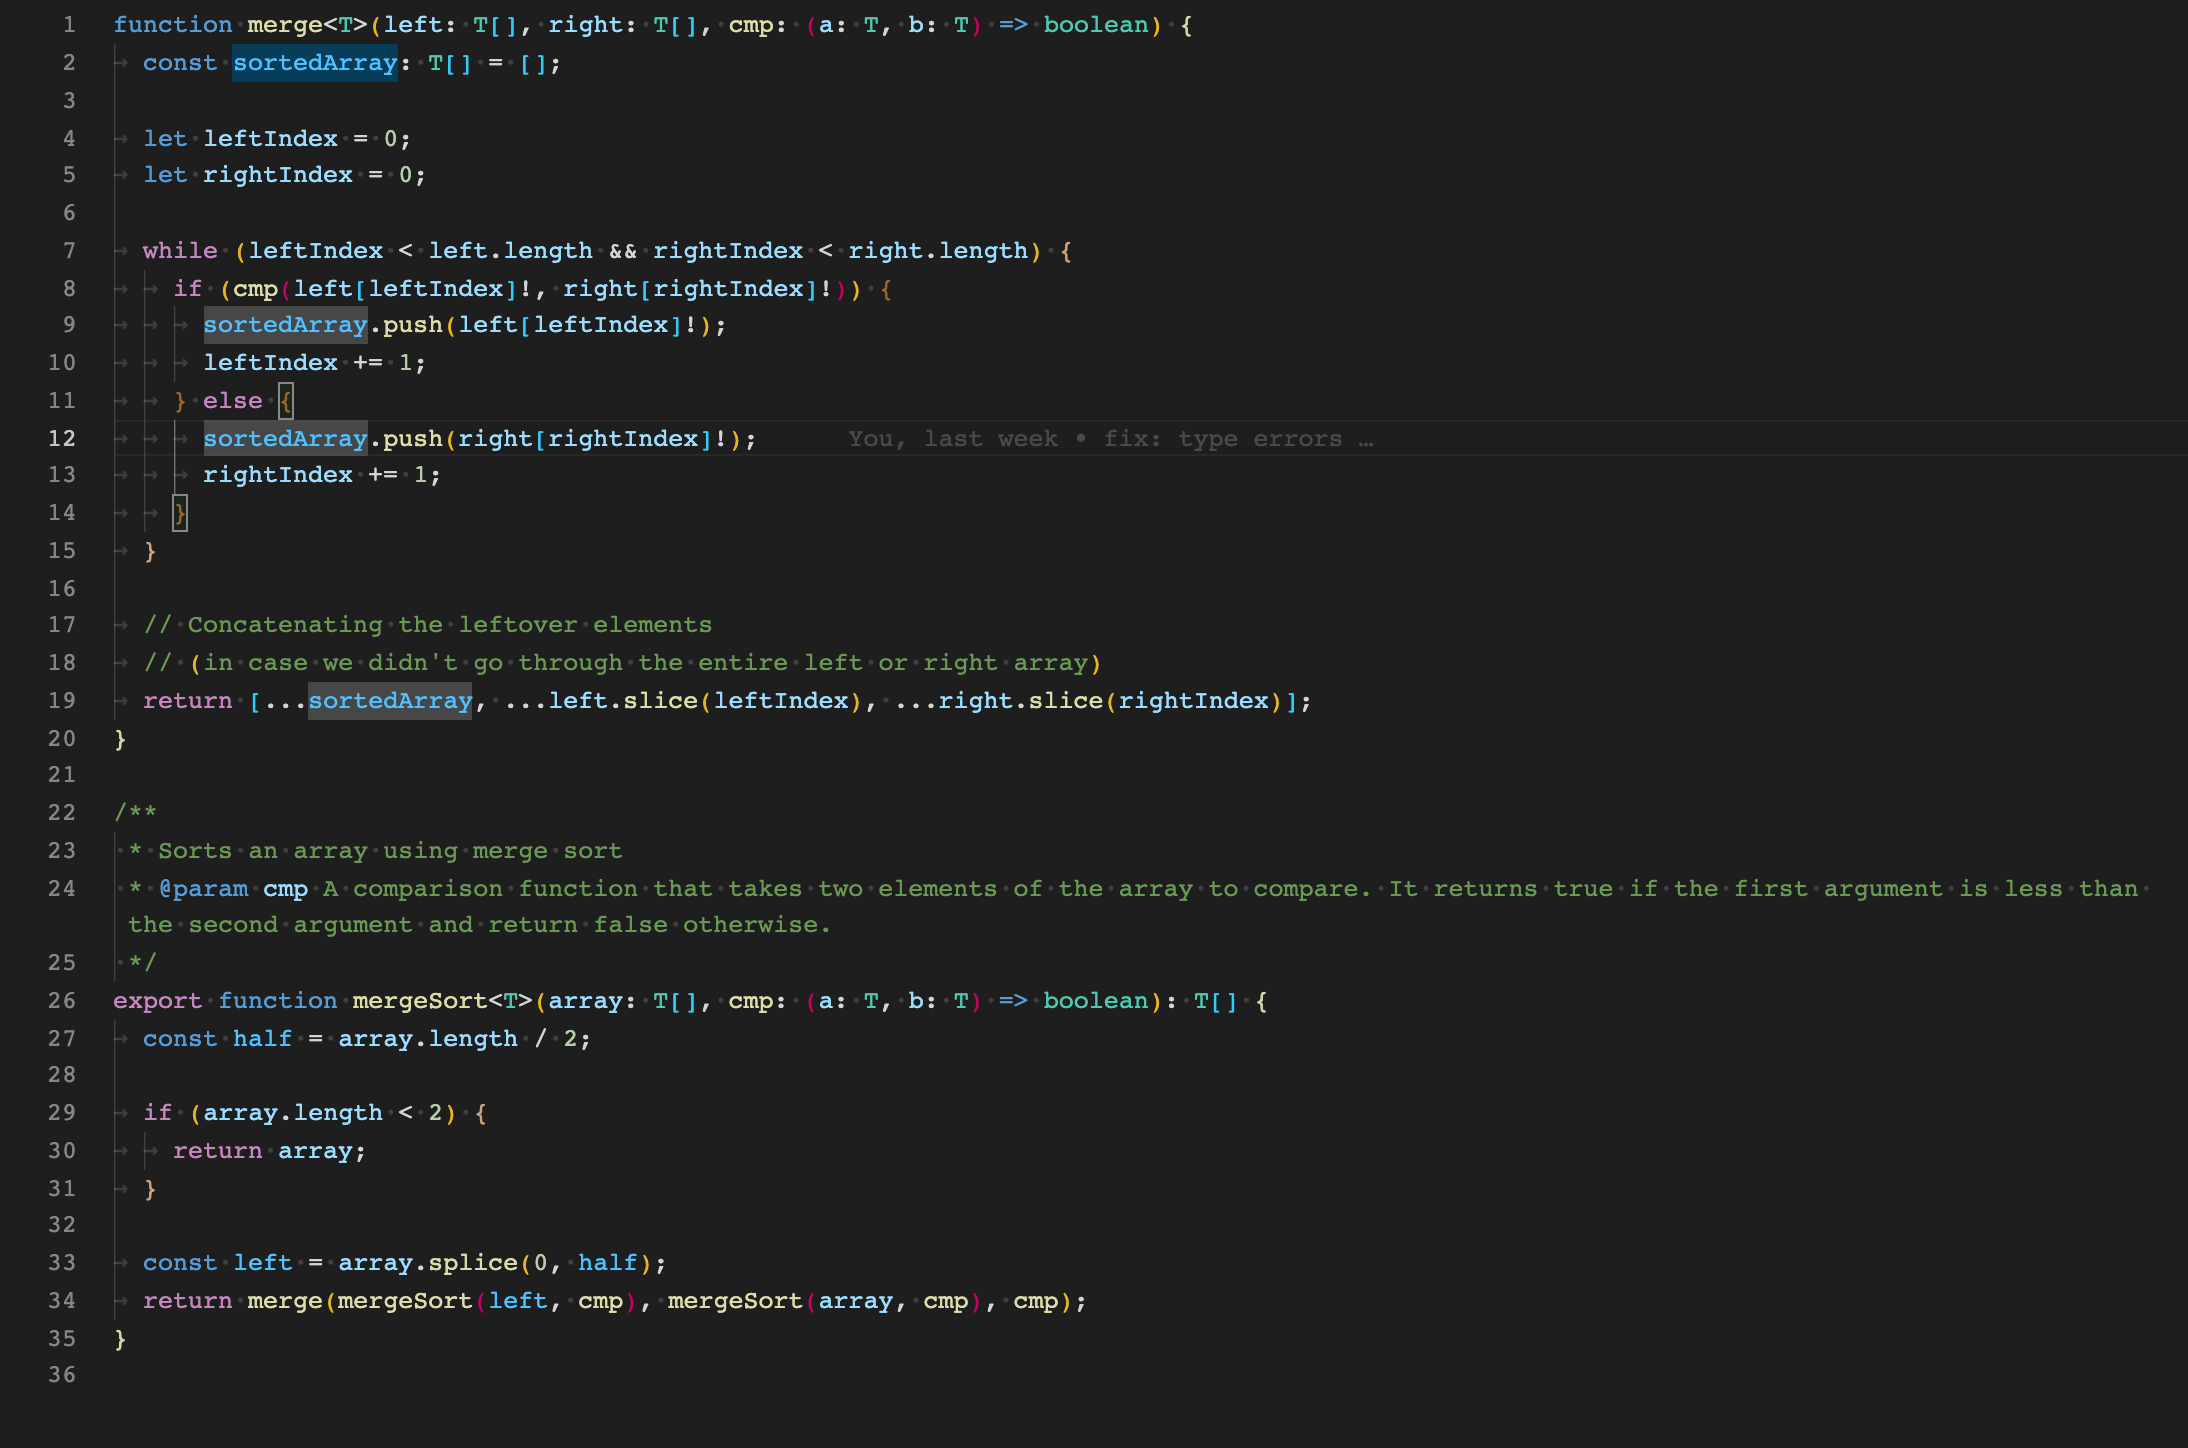 1 function merge<T>(left: T[], right: T[], cmp: (a: T, b: T) => boolean) {
2 const sortedArray: T[] = [];
3
4 let leftIndex = 0;
5 let rightIndex = 0;
6
7 while (leftIndex < left.length && rightIndex < right.length) {
8 if (cmp(left[leftIndex]!, right[rightIndex]!)) {
9 sortedArray.push(left[leftIndex]!);
10 leftIndex += 1;
11 } else {
12 sortedArray.push(right[rightIndex]!); You, last week • fix: type errors …
13 rightIndex += 1;
14 }
15 }
16
17 // Concatenating the leftover elements
18 // (in case we didn't go through the entire left or right array)
19 return [...sortedArray, ...left.slice(leftIndex), ...right.slice(rightIndex)];
20 }
21
22 /**
23 * Sorts an array using merge sort
24 * @param cmp A comparison function that takes two elements of the array to compare. It returns true if the first argument is less than
the second argument and return false otherwise.
25 */
26 export function mergeSort<T>(array: T[], cmp: (a: T, b: T) => boolean): T[] {
27 const half = array.length / 2;
28
29 if (array.length < 2) {
30 return array;
31 }
32
33 const left = array.splice(0, half);
34 return merge(mergeSort(left, cmp), mergeSort(array, cmp), cmp);
35 }
36